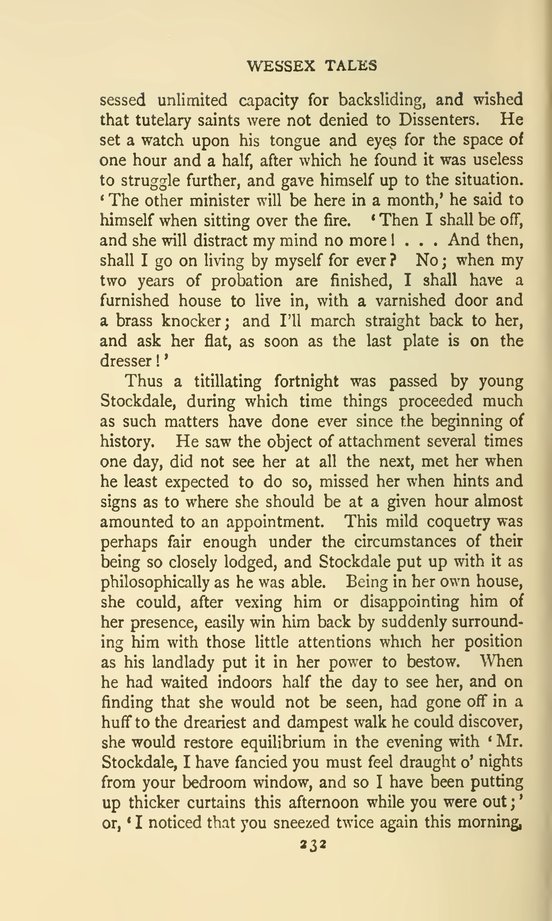 WESSEX TALES
sessed unlimited capacity for backsliding, and wished
that tutelary saints were not denied to Dissenters. He
set a watch upon his tongue and eyes for the space of
one hour and a half, after which he found it was useless
to struggle further, and gave himself up to the situation.
‘ The other minister will be here in a month,’ he said to
himself when sitting over the fire. ‘ Then I shall be off,
and she will distract my mind no more! . . . And then,
shall I go on living by myself for ever? No; when my
two years of probation are finished, I shall have a
furnished house to live in, with a varnished door and
a brass knocker; and I’ll march straight back to her,
and ask her flat, as soon as the last plate is on the
dresser!’
Thus a titillating fortnight was passed by young
Stockdale, during which time things proceeded much
as such matters have done ever since the beginning of
history. He saw the object of attachment several times
one day, did not see her at all the next, met her when
he least expected to do so, missed her when hints and
signs as to where she should be at a given hour almost
amounted to an appointment. This mild coquetry was
perhaps fair enough under the circumstances of their
being so closely lodged, and Stockdale put up with it as
philosophically as he was able. Being in her own house,
she could, after vexing him or disappointing him of
her presence, easily win him back by suddenly surround-
ing him with those little attentions which her position
as his landlady put it in her power to bestow. When
he had waited indoors half the day to see her, and on
finding that she would not be seen, had gone off in a
huff to the dreariest and dampest walk he could discover,
she would restore equilibrium in the evening with ‘ Mr.
Stockdale, I have fancied you must feel draught o’ nights
from your bedroom window, and so I have been putting
up thicker curtains this afternoon while you were out;’
or, ‘ I noticed that you sneezed twice again this morning,
232